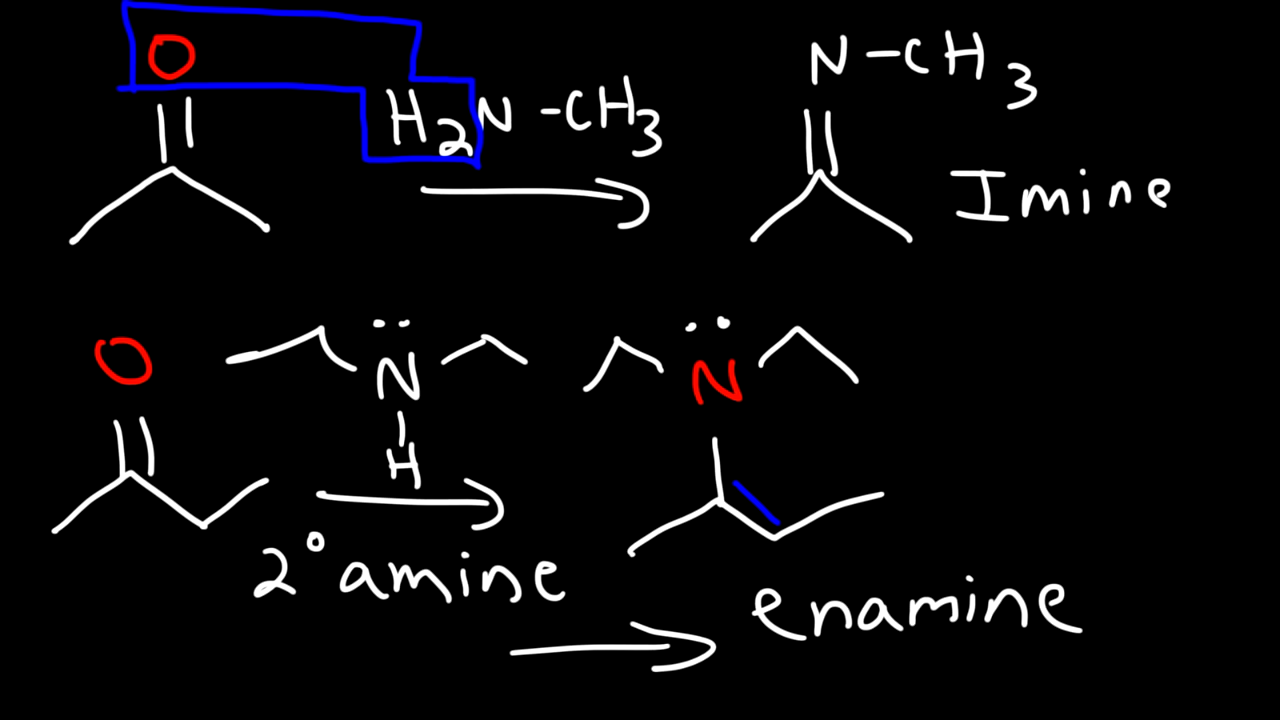 O
H₂N-CH₃
N-CH₃
Imine
O
N
H
N
2° amine
enamine